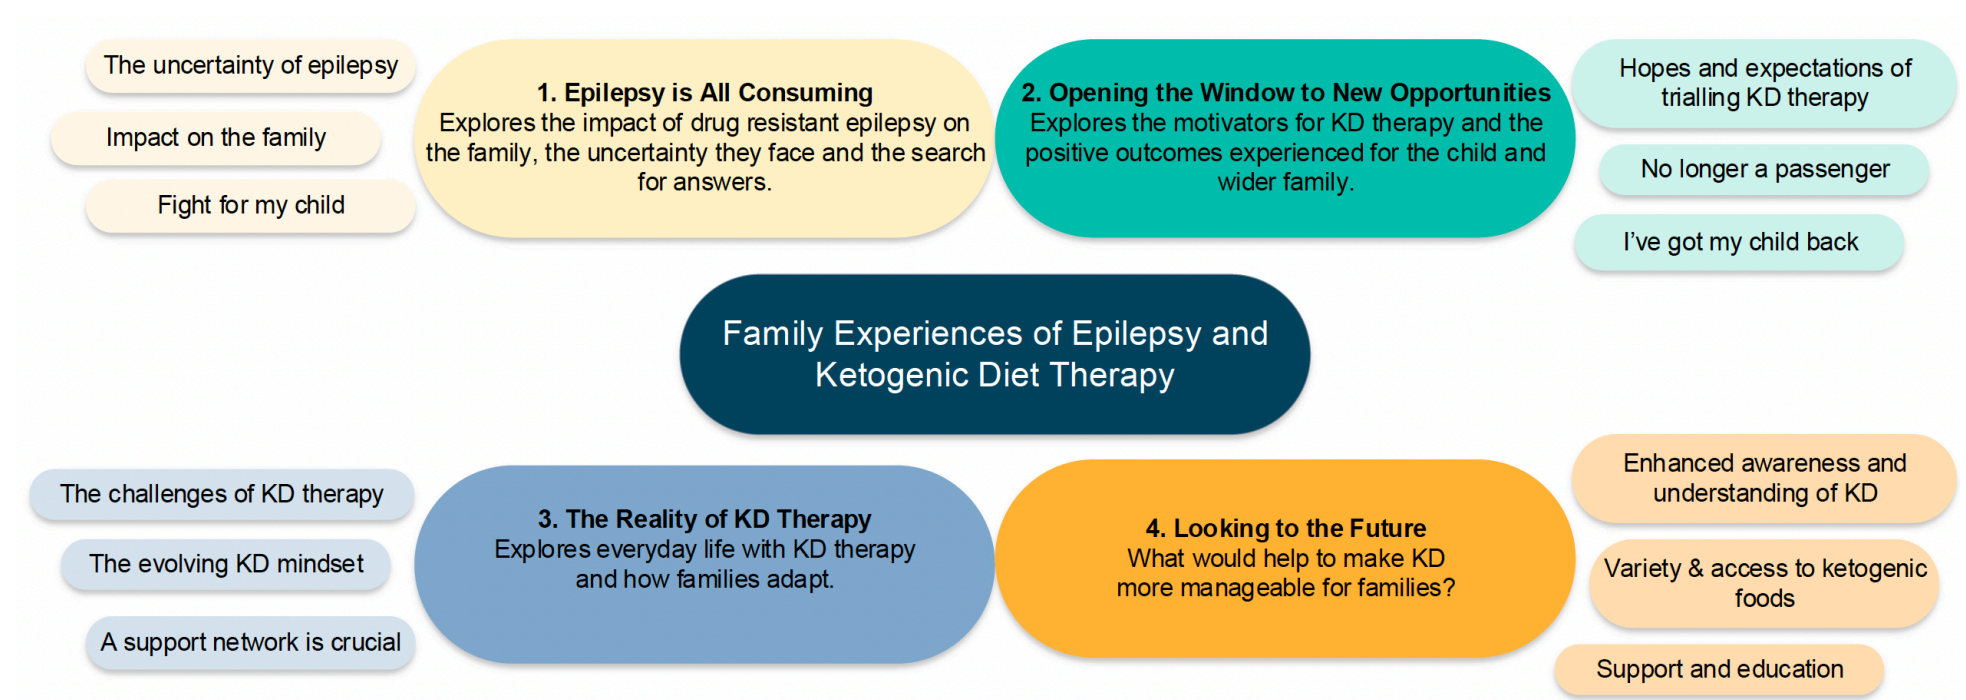 The uncertainty of epilepsy
Impact on the family
Fight for my child
1. Epilepsy is All Consuming
Explores the impact of drug resistant epilepsy on
the family, the uncertainty they face and the search
for answers.
2. Opening the Window to New Opportunities
Explores the motivators for KD therapy and the
positive outcomes experienced for the child and
wider family.
Hopes and expectations of
trialling KD therapy
No longer a passenger
I’ve got my child back
Family Experiences of Epilepsy and
Ketogenic Diet Therapy
The challenges of KD therapy
The evolving KD mindset
A support network is crucial
3. The Reality of KD Therapy
Explores everyday life with KD therapy
and how families adapt.
4. Looking to the Future
What would help to make KD
more manageable for families?
Enhanced awareness and
understanding of KD
Variety & access to ketogenic
foods
Support and education